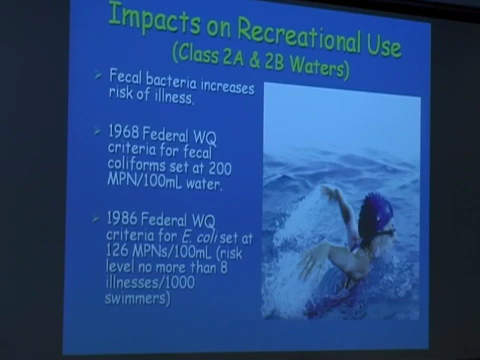 Impacts on Recreational Use
(Class 2A & 2B Waters)
Fecal bacteria increases
risk of illness.
1968 Federal WQ
criteria for fecal
coliforms set at 200
MPN/100mL water.
1986 Federal WQ
criteria for E. coli set at
126 MPNs/100mL (risk
level no more than 8
illnesses/1000
swimmers)